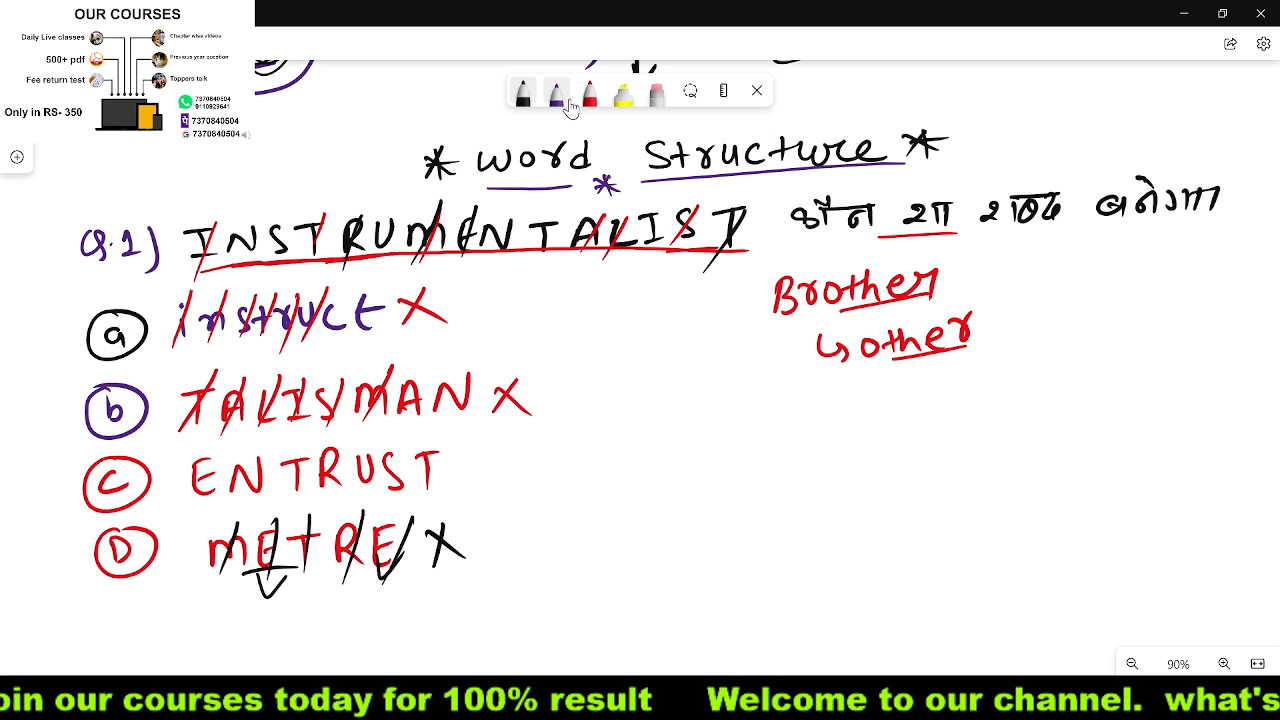 OUR COURSES
Daily Live classes
Chapter wise videos
500+ pdf
Previous year question
Fee return test
Toppers talk
Only in RS- 350
7370840504
9110923641
7370840504
7370840504
* Word Structure *
*
Q.1) INSTRUMENTALIST कौन सा शब्द बनेगा
a instruct X
Brother
↳ other
b TALISMAN X
C ENTRUST
D METRE X
90%
oin our courses today for 100% result Welcome to our channel. what's